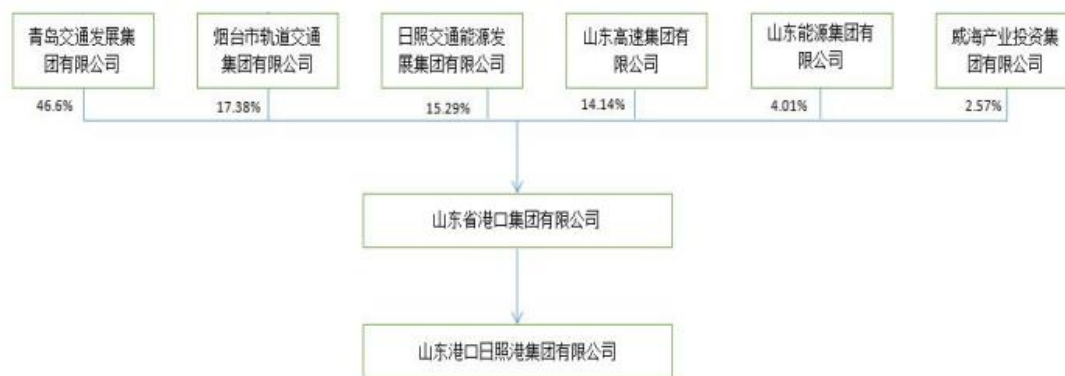 青岛交通发展集
团有限公司
烟台市轨道交通
集团有限公司
日照交通能源发
展集团有限公司
山东高速集团有
限公司
山东能源集团有
限公司
威海产业投资集
团有限公司
46.6%
17.38%
15.29%
14.14%
4.01%
2.57%
山东省港口集团有限公司
山东港口日照港集团有限公司